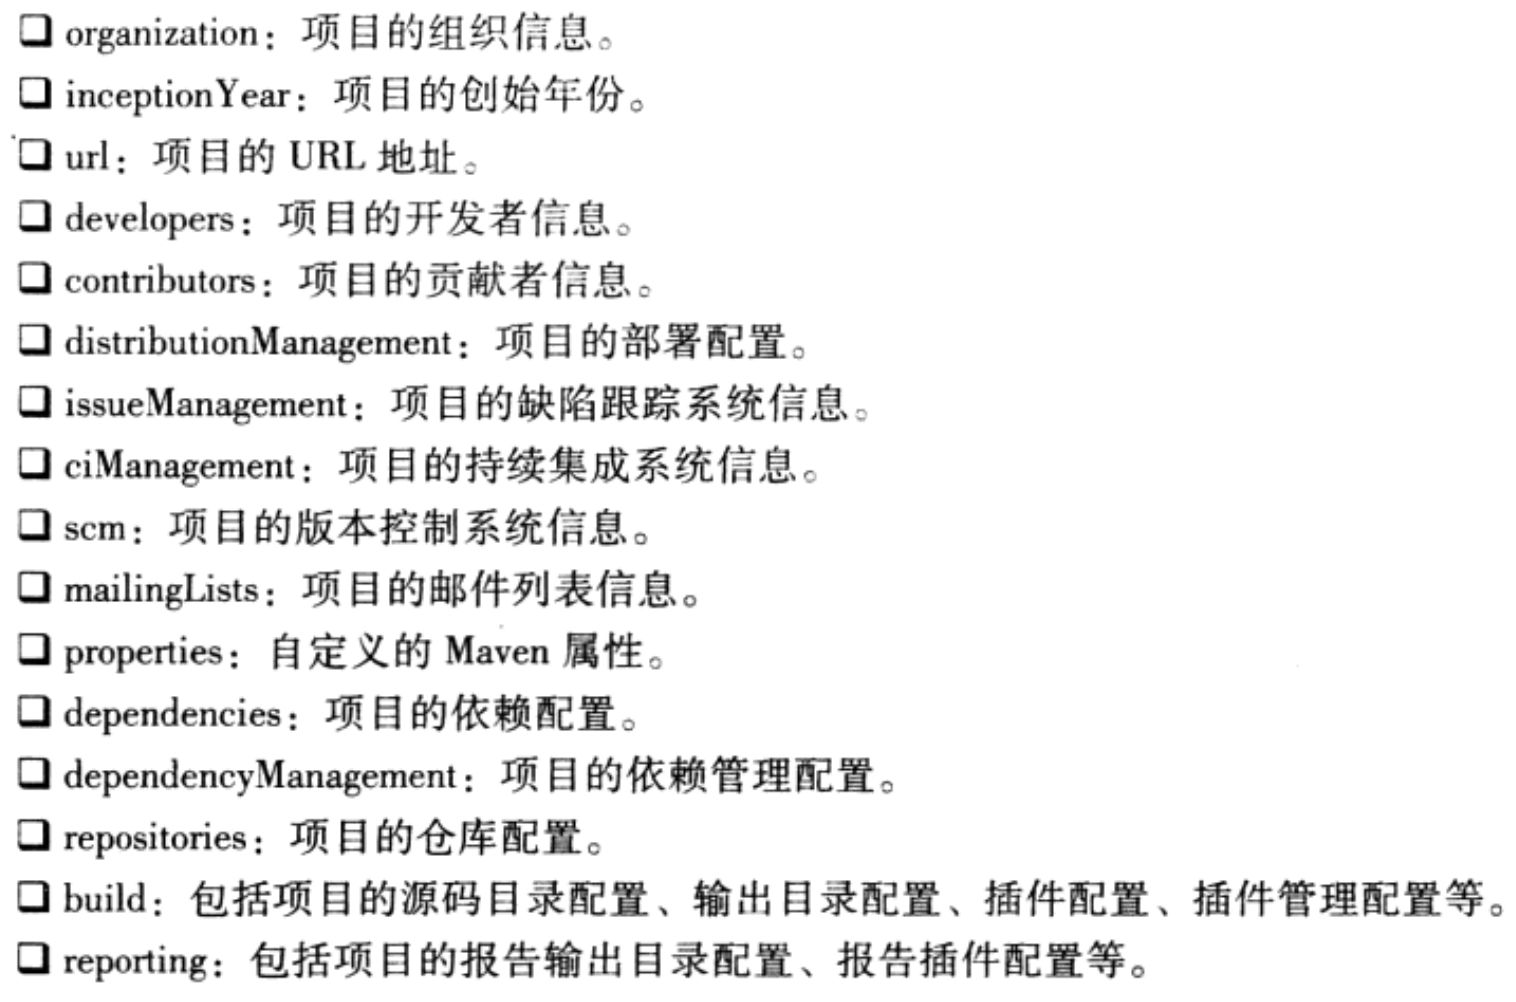 ❑ organization：项目的组织信息。
❑ inceptionYear：项目的创始年份。
❑ url：项目的 URL 地址。
❑ developers：项目的开发者信息。
❑ contributors：项目的贡献者信息。
❑ distributionManagement：项目的部署配置。
❑ issueManagement：项目的缺陷跟踪系统信息。
❑ ciManagement：项目的持续集成系统信息。
❑ scm：项目的版本控制系统信息。
❑ mailingLists：项目的邮件列表信息。
❑ properties：自定义的 Maven 属性。
❑ dependencies：项目的依赖配置。
❑ dependencyManagement：项目的依赖管理配置。
❑ repositories：项目的仓库配置。
❑ build：包括项目的源码目录配置、输出目录配置、插件配置、插件管理配置等。
❑ reporting：包括项目的报告输出目录配置、报告插件配置等。